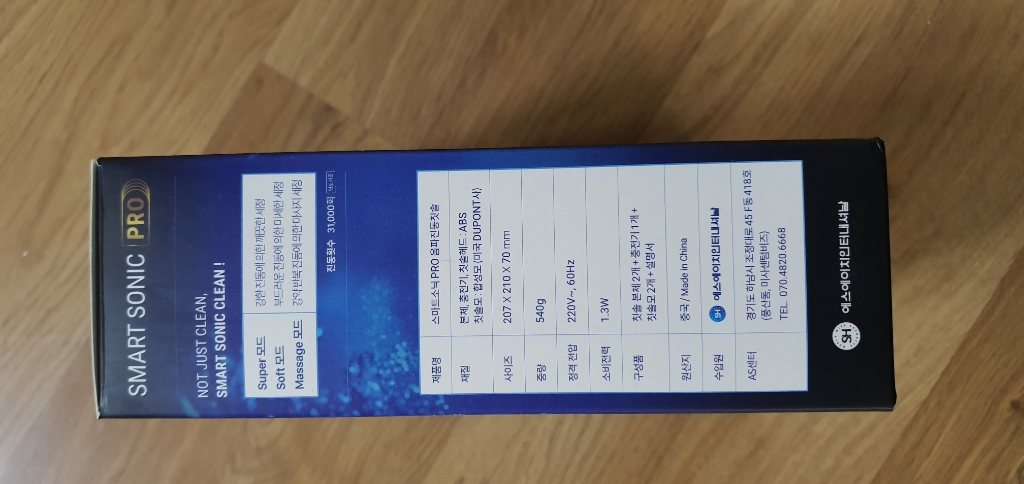 SMART SONIC PRO
NOT JUST CLEAN,
SMART SONIC CLEAN !
Super 모드 강한 진동에 의한 깨끗한 세정
Soft 모드 부드러운 진동에 의한 미세한 세정
Massage 모드 강약 반복 진동에 의한 마사지 세정
진동횟수 31,000회
제품명 스마트소닉 PRO 음파진동칫솔
재질 본체, 충전기, 칫솔헤드 : ABS
칫솔모 : 합성모 (미국 DUPONT사)
사이즈 207 X 210 X 70 mm
중량 540g
정격 전압 220V~, 60Hz
소비전력 1.3W
구성품 칫솔 본체 2개 + 충전기 1개 +
칫솔모 2개 + 설명서
원산지 중국 / Made in China
수입원 SH 에스에이치인터내셔날
AS센터 경기도 하남시 조정대로 45 F동 418호
(풍산동, 미사센텀비즈)
TEL. 070.4820.6668
SH 에스에이치인터내셔날